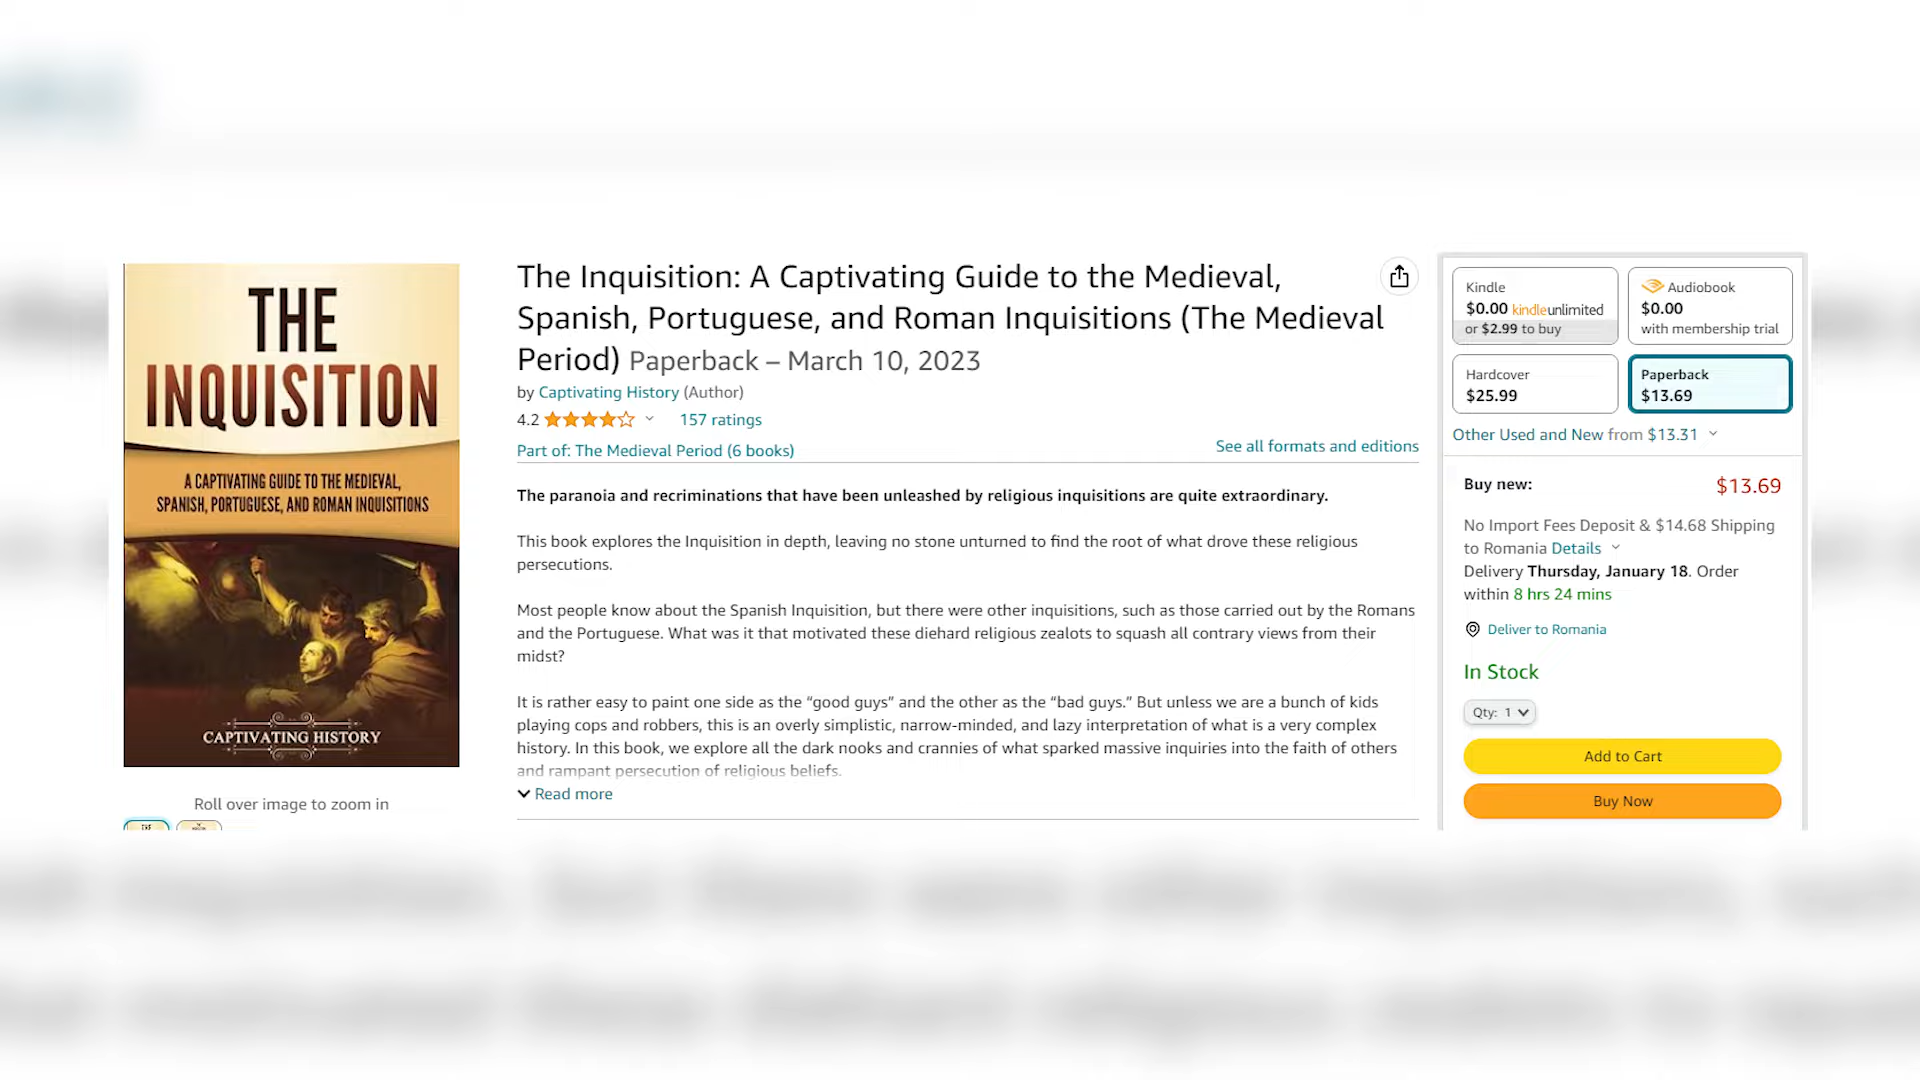 THE
INQUISITION
A CAPTIVATING GUIDE TO THE MEDIEVAL,
SPANISH, PORTUGUESE, AND ROMAN INQUISITIONS
CAPTIVATING HISTORY
Roll over image to zoom in
The Inquisition: A Captivating Guide to the Medieval,
Spanish, Portuguese, and Roman Inquisitions (The Medieval
Period) Paperback – March 10, 2023
by Captivating History (Author)
4.2 157 ratings
Part of: The Medieval Period (6 books)
See all formats and editions
The paranoia and recriminations that have been unleashed by religious inquisitions are quite extraordinary.
This book explores the Inquisition in depth, leaving no stone unturned to find the root of what drove these religious
persecutions.
Most people know about the Spanish Inquisition, but there were other inquisitions, such as those carried out by the Romans
and the Portuguese. What was it that motivated these diehard religious zealots to squash all contrary views from their
midst?
It is rather easy to paint one side as the “good guys” and the other as the “bad guys.” But unless we are a bunch of kids
playing cops and robbers, this is an overly simplistic, narrow-minded, and lazy interpretation of what is a very complex
history. In this book, we explore all the dark nooks and crannies of what sparked massive inquiries into the faith of others
and rampant persecution of religious beliefs.
Read more
Kindle
$0.00 kindleunlimited
or $2.99 to buy
Audiobook
$0.00
with membership trial
Hardcover
$25.99
Paperback
$13.69
Other Used and New from $13.31
Buy new: $13.69
No Import Fees Deposit & $14.68 Shipping
to Romania Details
Delivery Thursday, January 18. Order
within 8 hrs 24 mins
Deliver to Romania
In Stock
Qty: 1
Add to Cart
Buy Now